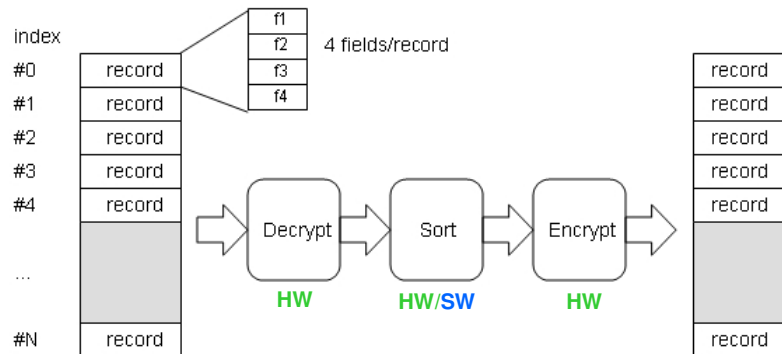 f1
index
f2
4 fields/record
#0
record
f3
record
#1
record
f4
record
#2
record
record
#3
record
record
#4
record
record
Decrypt
Sort
Encrypt
...
HW
HW/SW
HW
#N
record
record